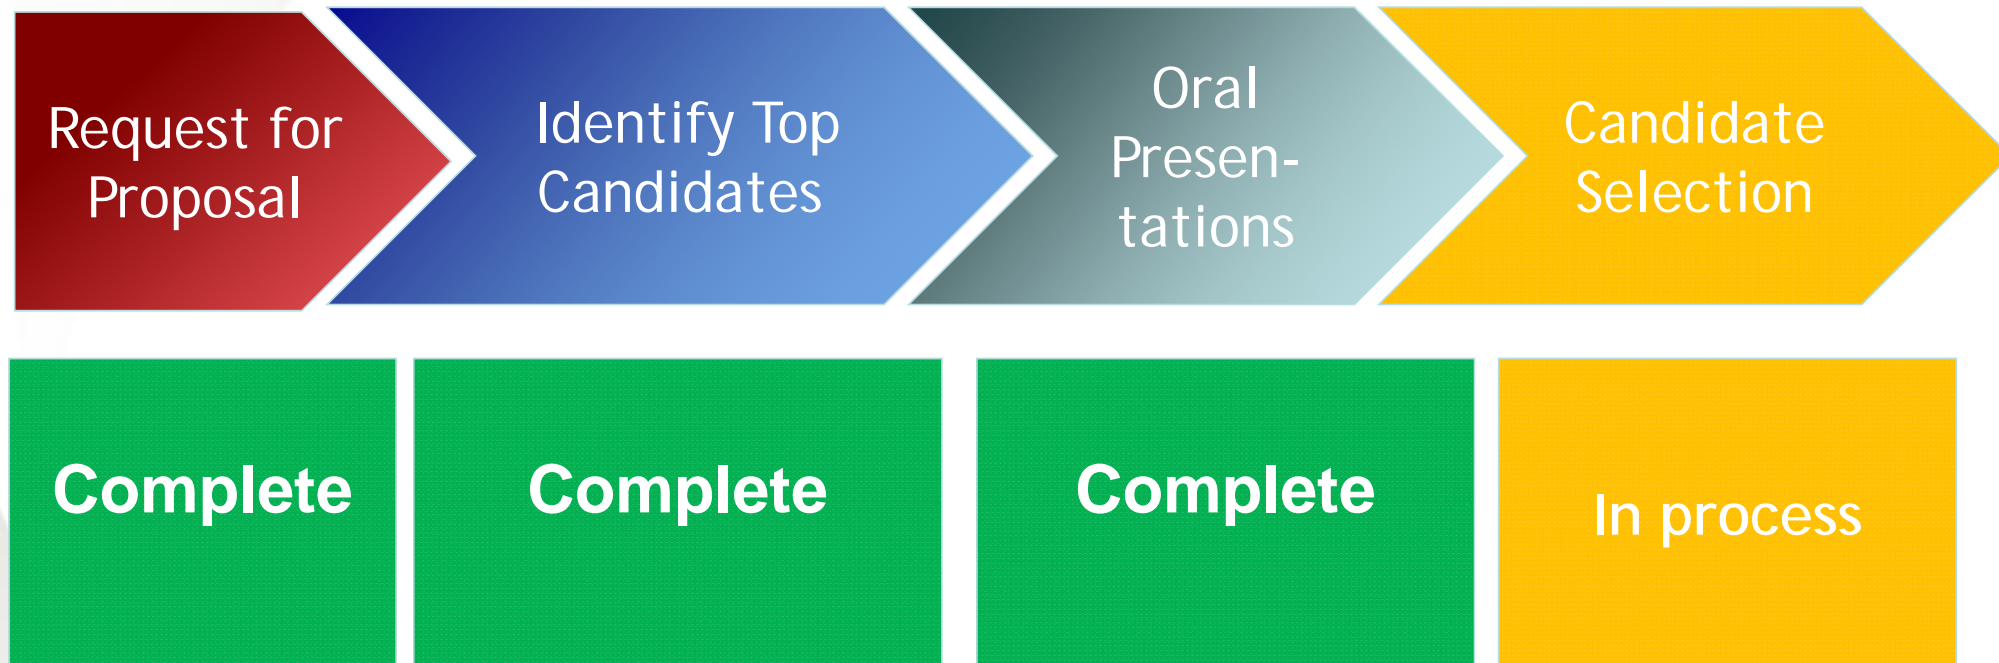 Request for
Proposal
Identify Top
Candidates
Oral
Presen-
tations
Candidate
Selection
Complete
Complete
Complete
In process